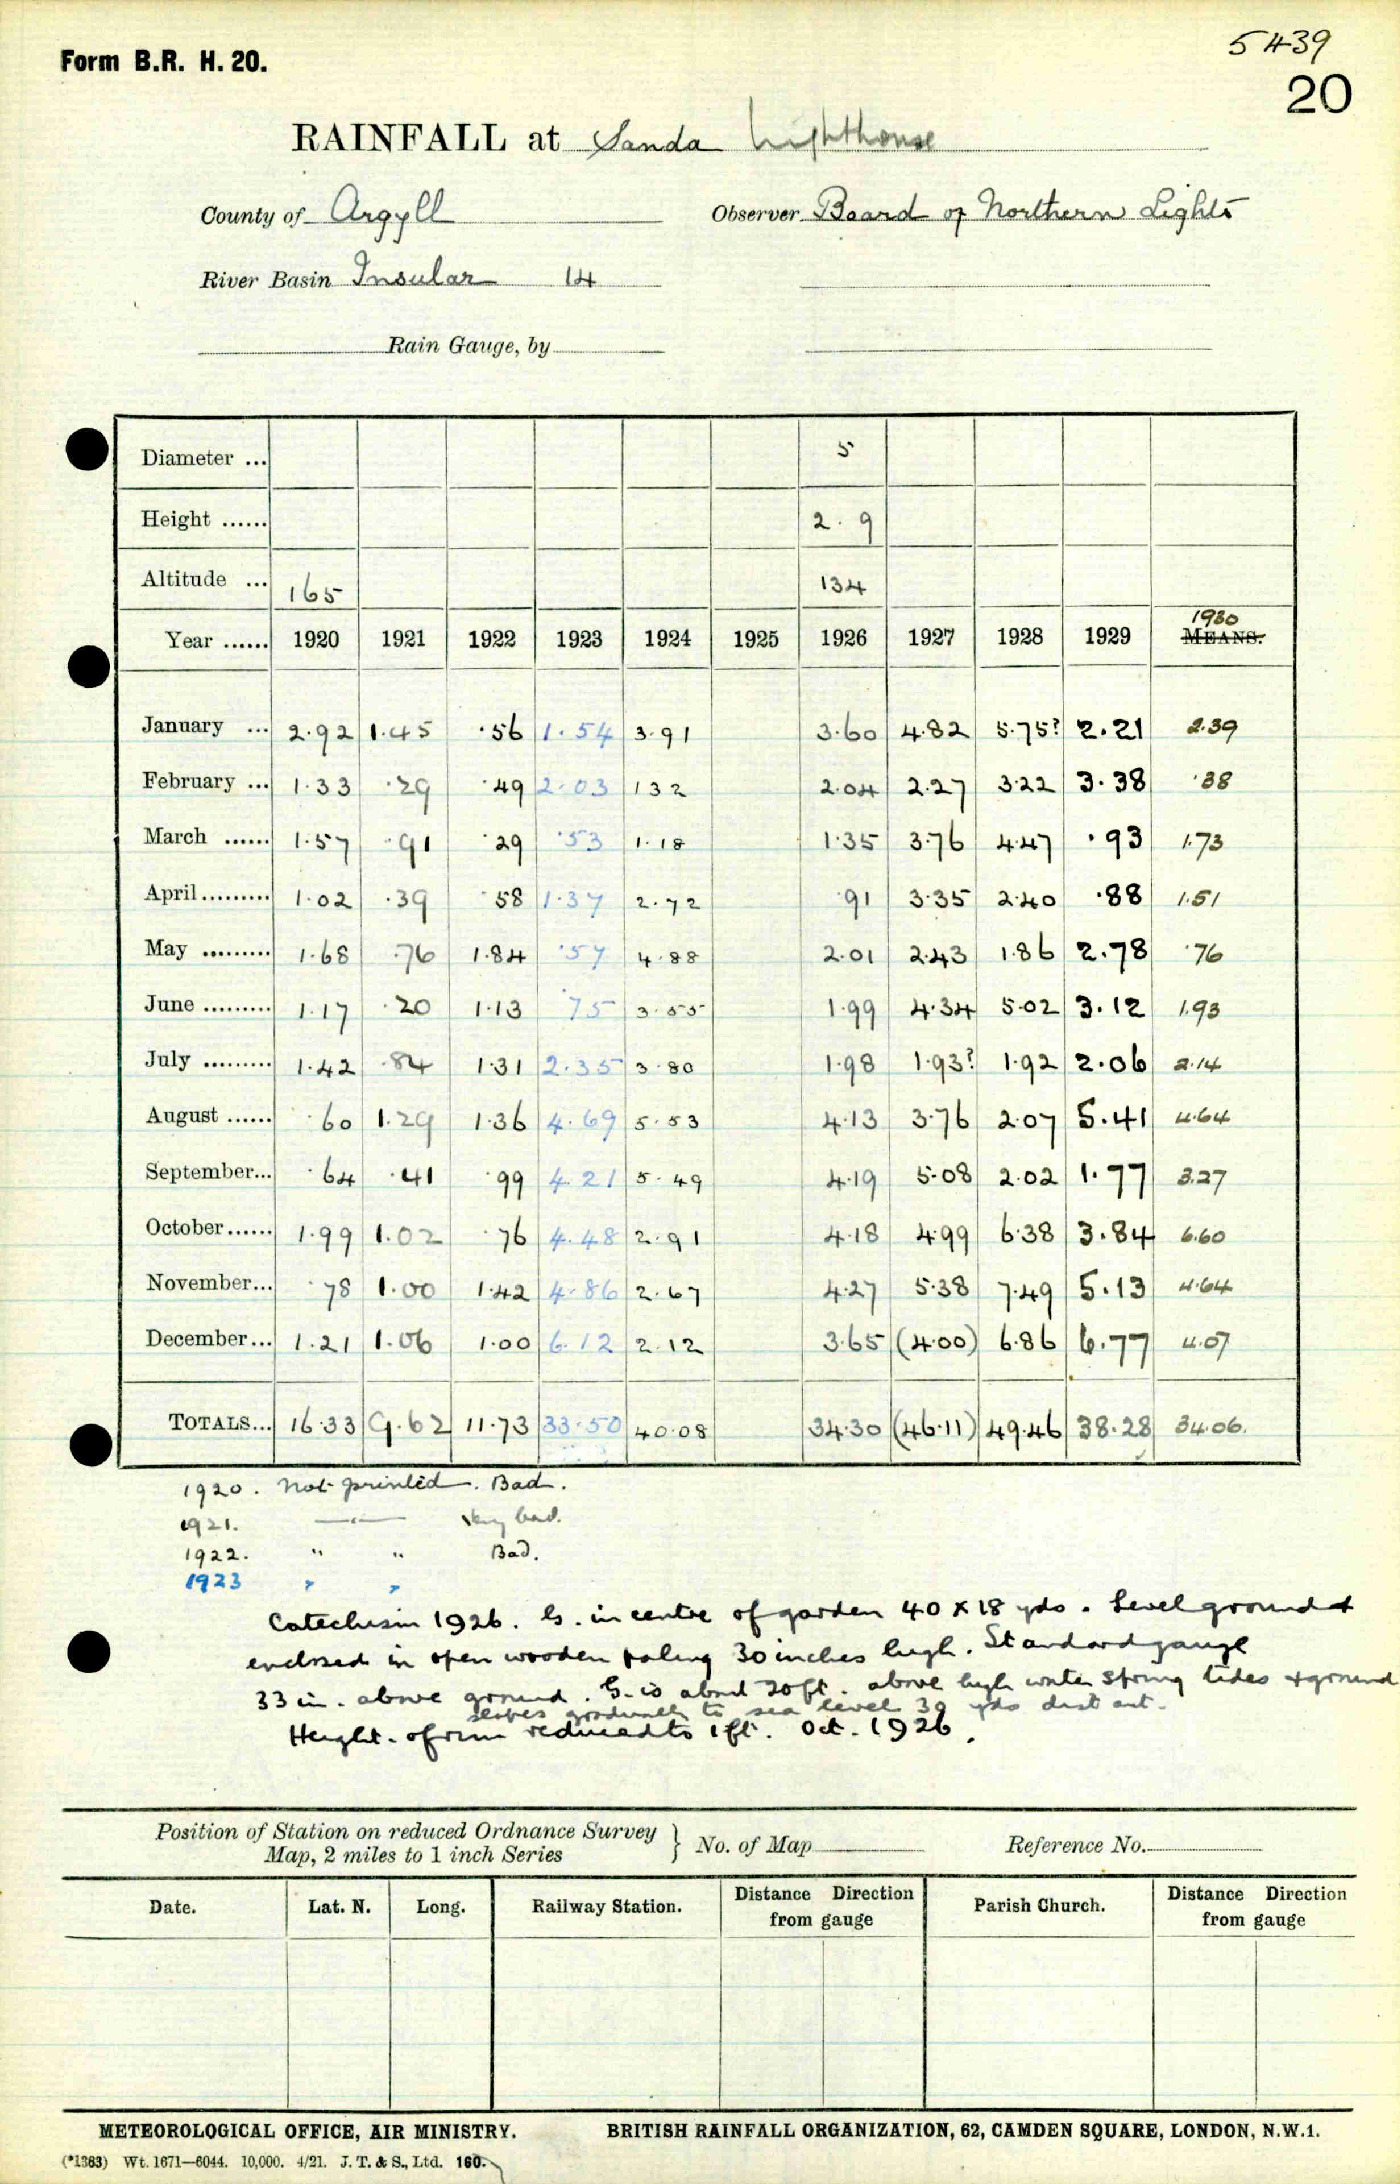 5439
Form B.R. H. 20.
20
RAINFALL at Sanda Lighthouse
County of Argyll Observer Board of Northern Lights
River Basin Insular 14
Rain Gauge, by
Diameter ... 5
Height ...... 2.9
Altitude ... 165 134
Year ...... 1920 1921 1922 1923 1924 1925 1926 1927 1928 1929 1930 MEANS.
January ... 2.92 1.45 .56 1.54 3.91 3.60 4.82 5.75? 2.21 2.39
February ... 1.33 .29 .49 2.03 1 32 2.04 2.27 3.22 3.38 .38
March ...... 1.57 .91 .29 .53 1.18 1.35 3.76 4.47 .93 1.73
April ......... 1.02 .39 .58 1.37 2.72 .91 3.35 2.40 .88 1.51
May ......... 1.68 .76 1.84 .57 4.88 2.01 2.43 1.86 2.78 .76
June ......... 1.17 .20 1.13 .75 3.55 1.99 4.34 5.02 3.12 1.93
July ......... 1.42 .84 1.31 2.35 3.80 1.98 1.93? 1.92 2.06 2.14
August ...... .60 1.29 1.36 4.69 5.53 4.13 3.76 2.07 5.41 4.64
September... .64 .41 .99 4.21 5.49 4.19 5.08 2.02 1.77 3.27
October...... 1.99 1.02 .76 4.48 2.91 4.18 4.99 6.38 3.84 6.60
November... .78 1.00 1.42 4.86 2.67 4.27 5.38 7.49 5.13 4.64
December... 1.21 1.06 1.00 6.12 2.12 3.65 (4.00) 6.86 6.77 4.07
TOTALS... 16.33 9.62 11.73 33.50 40.08 34.30 (46.11) 49.46 38.28 34.06.
1920. Not printed. Bad.
1921. —"— Very bad.
1922. " " Bad.
1923 " "
Catechism 1926. G. in centre of garden 40 x 18 yds. Level ground &
enclosed in open wooden paling 30 inches high. Standard gauge
33 in. above ground. G. is about 20 ft. above high water spring tides & ground
slopes gradually to sea level 30 yds distant.
Height of rim reduced to 1 ft. Oct. 1926.
Position of Station on reduced Ordnance Survey Map, 2 miles to 1 inch Series } No. of Map Reference No.
Date. Lat. N. Long. Railway Station. Distance Direction from gauge Parish Church. Distance Direction from gauge
METEOROLOGICAL OFFICE, AIR MINISTRY. BRITISH RAINFALL ORGANIZATION, 62, CAMDEN SQUARE, LONDON, N.W.1.
(*1383) Wt. 1671—6044. 10,000. 4/21. J. T. & S., Ltd. 160.